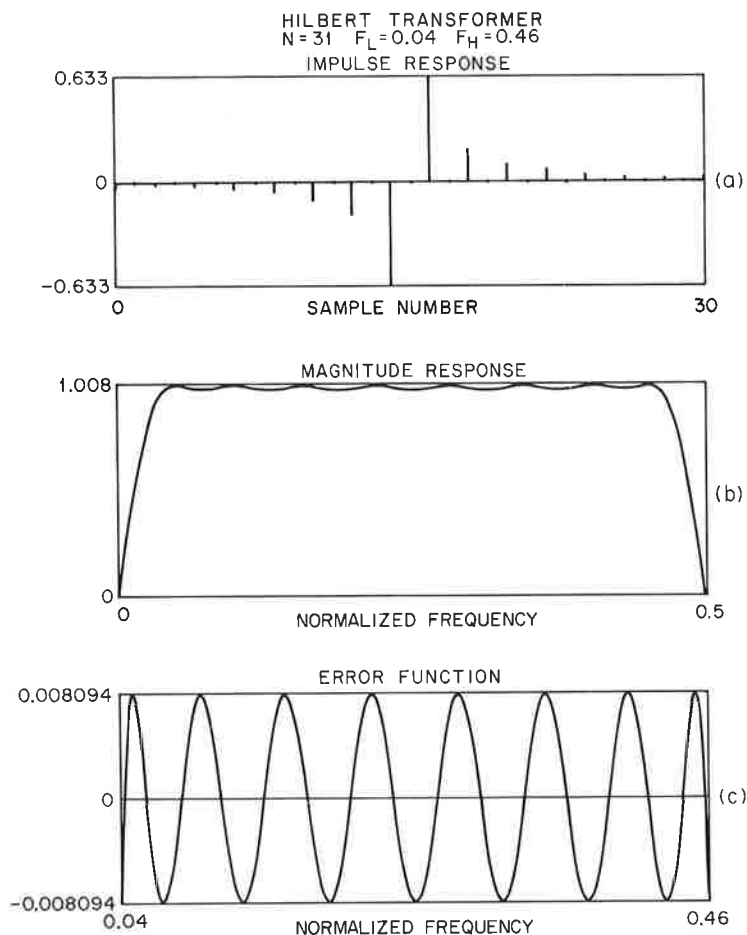 HILBERT TRANSFORMER
N=31 F_L=0.04 F_H=0.46
IMPULSE RESPONSE
0.633
0
(a)
-0.633
0 SAMPLE NUMBER 30
MAGNITUDE RESPONSE
1.008
(b)
0
0 NORMALIZED FREQUENCY 0.5
ERROR FUNCTION
0.008094
0
(c)
-0.008094
0.04 NORMALIZED FREQUENCY 0.46